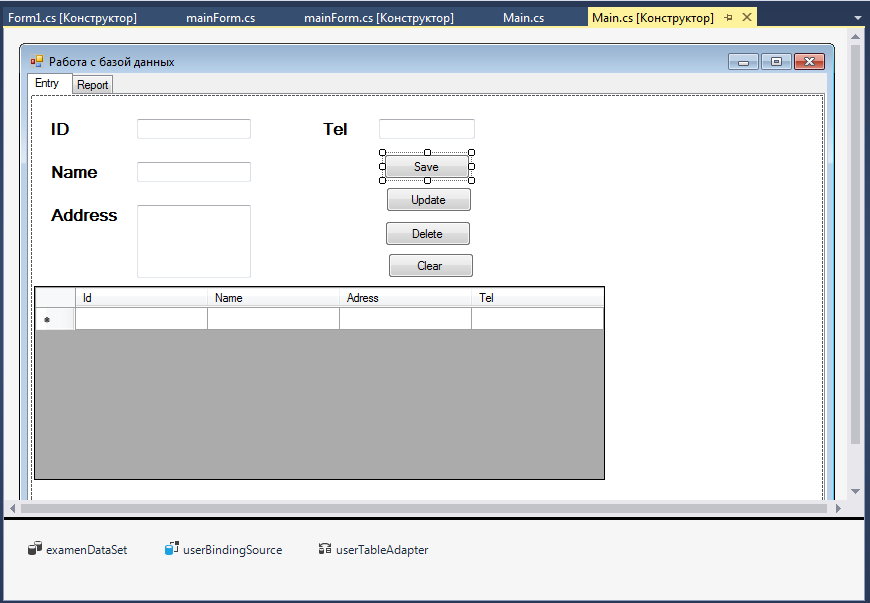 Form1.cs [Конструктор] mainForm.cs mainForm.cs [Конструктор] Main.cs Main.cs [Конструктор]
Работа с базой данных
Entry Report
ID Tel
Name Save
Update
Address
Delete
Clear
Id Name Adress Tel
examenDataSet userBindingSource userTableAdapter